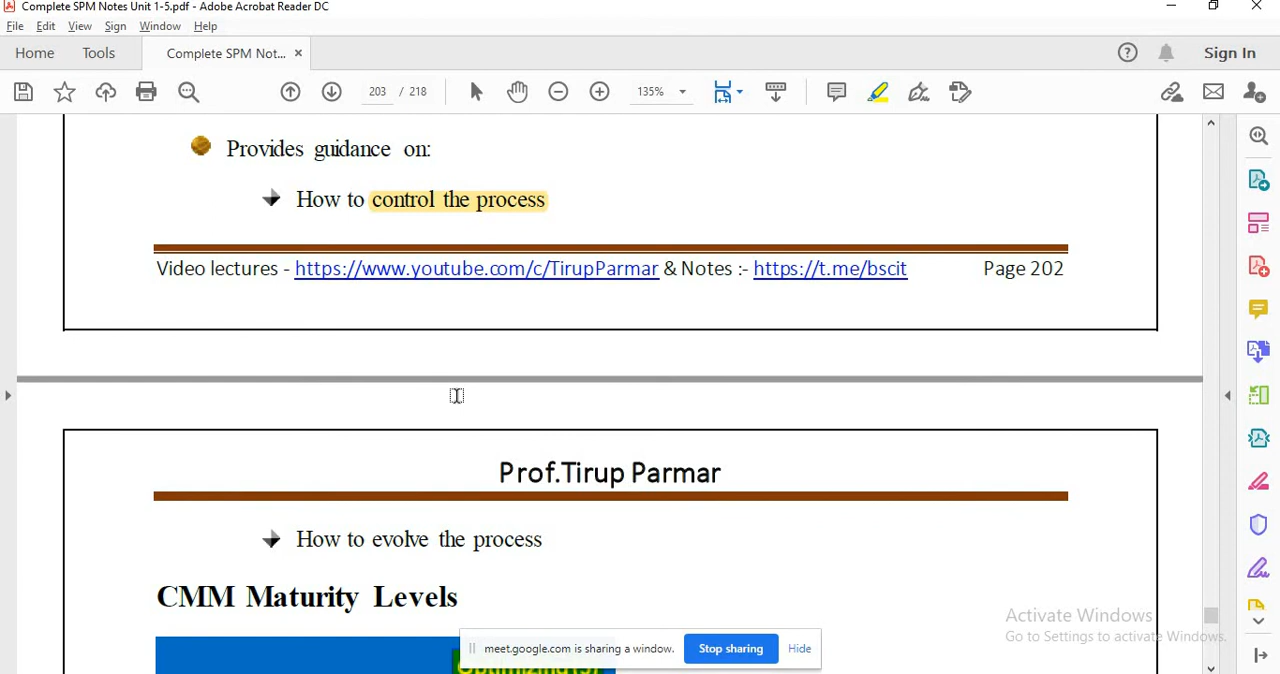 Complete SPM Notes Unit 1-5.pdf - Adobe Acrobat Reader DC
File Edit View Sign Window Help
Home Tools Complete SPM Not... × Sign In
203 / 218 135%
Provides guidance on:
How to control the process
Video lectures - https://www.youtube.com/c/TirupParmar & Notes :- https://t.me/bscit Page 202
Prof.Tirup Parmar
How to evolve the process
CMM Maturity Levels
Activate Windows
Go to Settings to activate Windows.
meet.google.com is sharing a window. Stop sharing Hide
Optimizing (5)